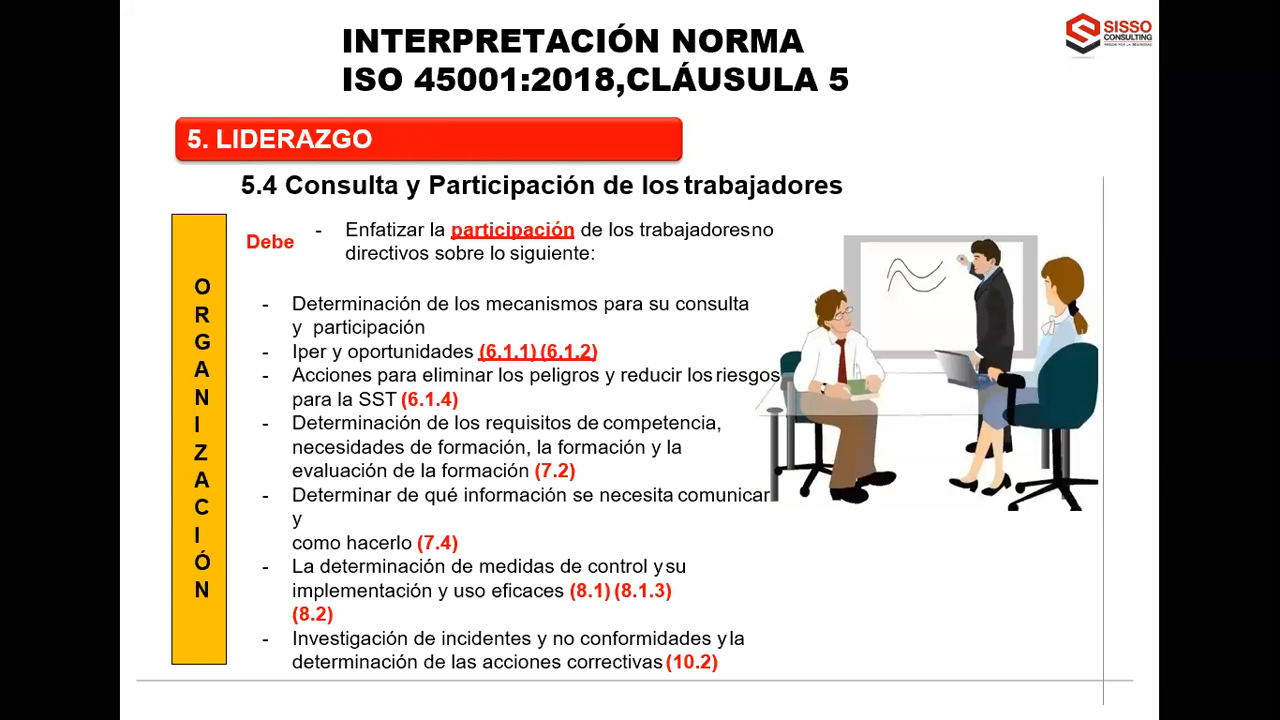 INTERPRETACIÓN NORMA
ISO 45001:2018,CLÁUSULA 5
SISSO
CONSULTING
5. LIDERAZGO
5.4 Consulta y Participación de los trabajadores
ORGANIZACIÓN
Debe
- Enfatizar la participación de los trabajadores no
directivos sobre lo siguiente:
- Determinación de los mecanismos para su consulta
y participación
- Iper y oportunidades (6.1.1) (6.1.2)
- Acciones para eliminar los peligros y reducir los riesgos
para la SST (6.1.4)
- Determinación de los requisitos de competencia,
necesidades de formación, la formación y la
evaluación de la formación (7.2)
- Determinar de qué información se necesita comunicar
y
como hacerlo (7.4)
- La determinación de medidas de control y su
implementación y uso eficaces (8.1) (8.1.3)
(8.2)
- Investigación de incidentes y no conformidades y la
determinación de las acciones correctivas (10.2)